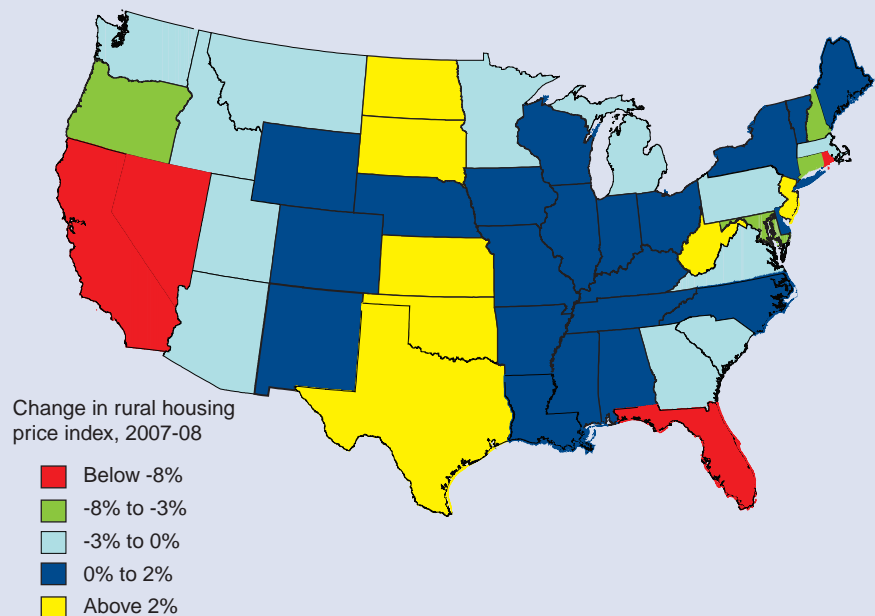 Change in rural housing
price index, 2007-08
Below -8%
-8% to -3%
-3% to 0%
0% to 2%
Above 2%